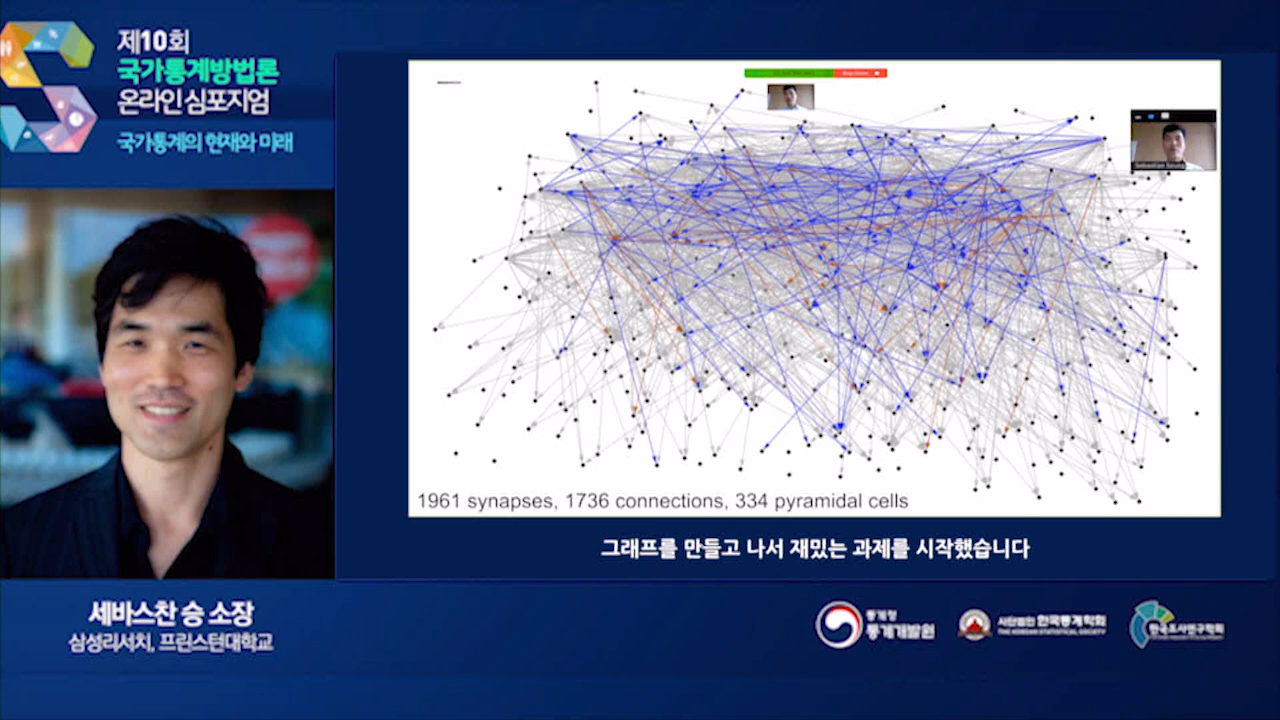 제10회
국가통계방법론
온라인 심포지엄
국가통계의 현재와 미래
Sebastian Seung
1961 synapses, 1736 connections, 334 pyramidal cells
그래프를 만들고 나서 재밌는 과제를 시작했습니다
세바스찬 승 소장
삼성리서치, 프린스턴대학교
통계청
통계개발원
사단법인 한국통계학회
THE KOREAN STATISTICAL SOCIETY
한국조사연구학회